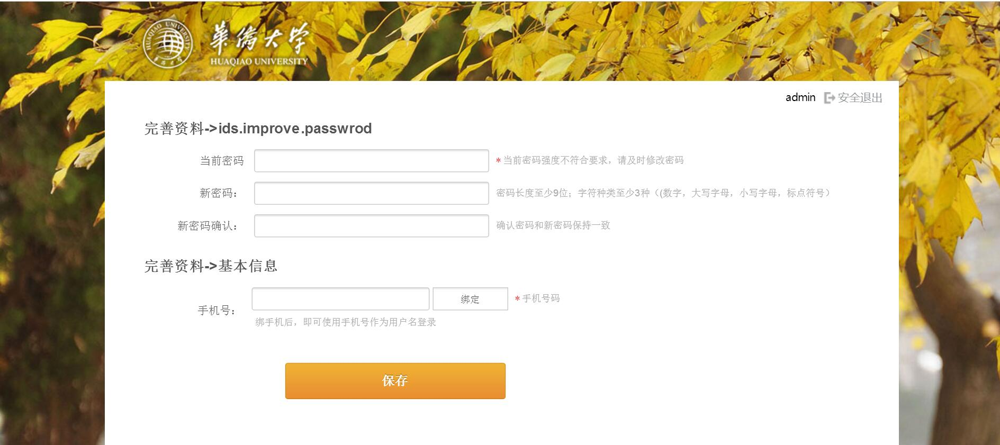 HUAQIAO UNIVERSITY
華僑大學
HUAQIAO UNIVERSITY
admin 安全退出
完善资料->ids.improve.passwrod
当前密码 *当前密码强度不符合要求，请及时修改密码
新密码： 密码长度至少9位；字符种类至少3种（(数字，大写字母，小写字母，标点符号）
新密码确认： 确认密码和新密码保持一致
完善资料->基本信息
手机号： 绑定 *手机号码
绑手机后，即可使用手机号作为用户名登录
保存